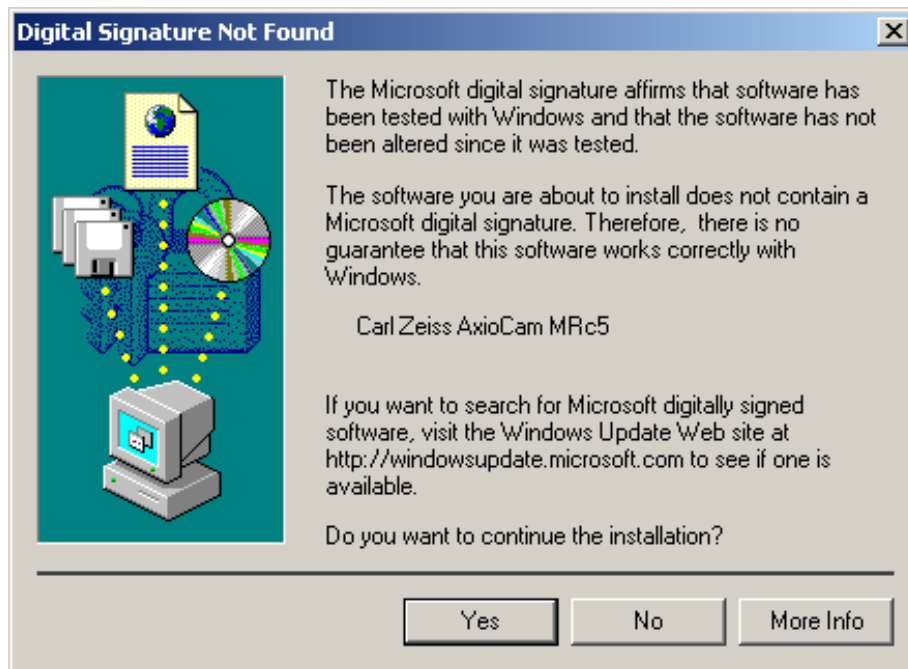 Digital Signature Not Found
The Microsoft digital signature affirms that software has
been tested with Windows and that the software has not
been altered since it was tested.
The software you are about to install does not contain a
Microsoft digital signature. Therefore,  there is no
guarantee that this software works correctly with
Windows.
Carl Zeiss AxioCam MRc5
If you want to search for Microsoft digitally signed
software, visit the Windows Update Web site at
http://windowsupdate.microsoft.com to see if one is
available.
Do you want to continue the installation?
Yes
No
More Info